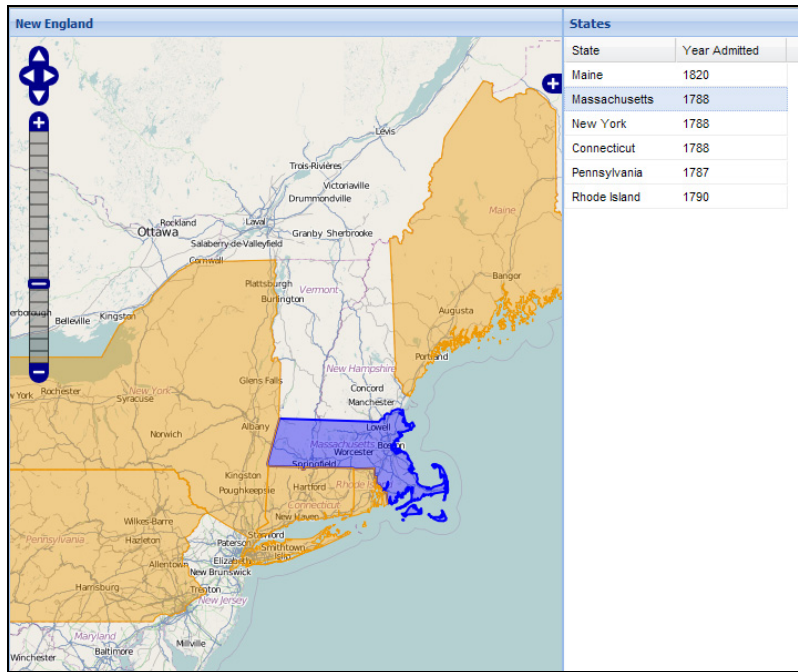 New England
States
State Year Admitted
Maine 1820
Massachusetts 1788
New York 1788
Connecticut 1788
Pennsylvania 1787
Rhode Island 1790
Lévis
Trois-Rivières
Victoriaville
Drummondville
Rockland
Ottawa
Laval
Granby Sherbrooke
Salaberry-de-Valleyfield
Cornwall
Maine
Bangor
Plattsburgh
Vermont
Burlington
Belleville Kingston
Augusta
Portland
New Hampshire
Glens Falls
Concord
Manchester
Rochester
New York
Syracuse
Albany
Lowell
Norwich
Massachusetts
Boston
Worcester
Springfield
Kingston
Poughkeepsie
Hartford
Connecticut
New Haven
Wilkes-Barre
Stamford
Pennsylvania
Hazleton
Paterson
Smithtown
Islip
Allentown
Elizabeth
New Brunswick
Harrisburg
Trenton
New Jersey
Maryland
Millville
Baltimore
Winchester